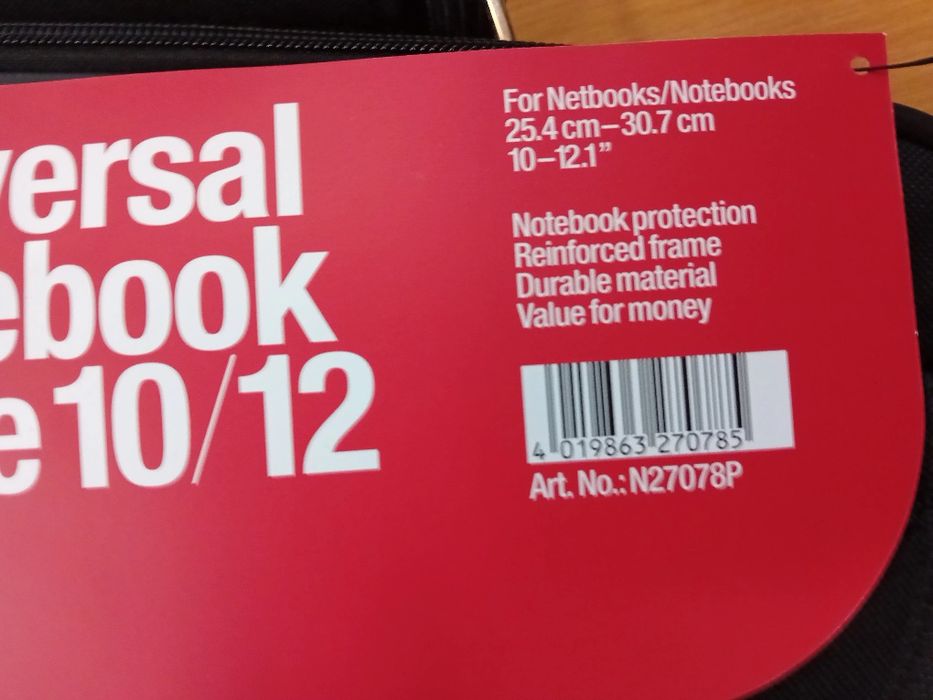 versal
ebook
e 10/12
For Netbooks/Notebooks
25.4 cm–30.7 cm
10–12.1”
Notebook protection
Reinforced frame
Durable material
Value for money
4 019863 270785
Art. No.: N27078P